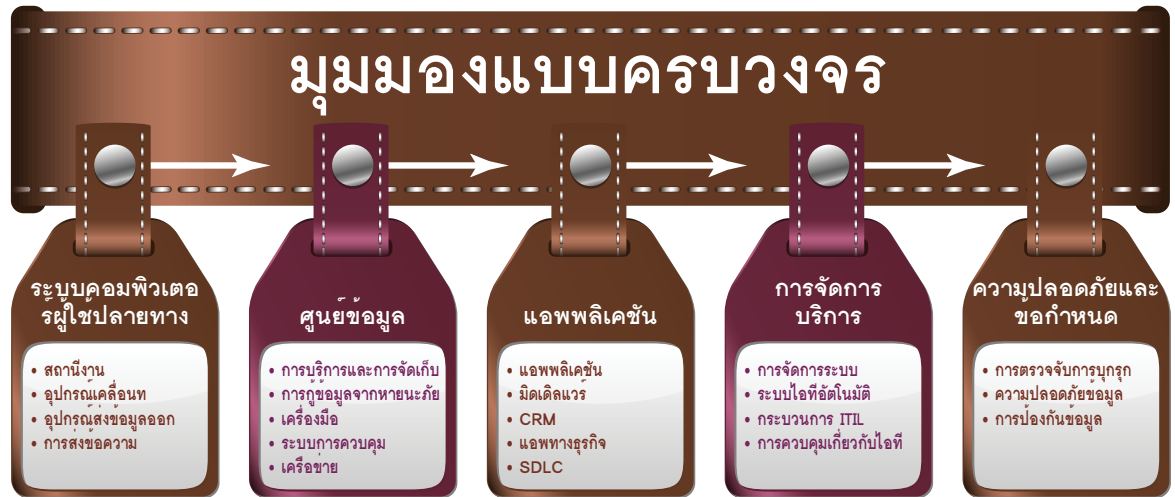 มุมมองแบบครบวงจร
ระบบคอมพิวเตอ
ร์ผู้ใช้ปลายทาง
• สถานีงาน
• อุปกรณ์เคลื่อนท
• อุปกรณ์ส่งข้อมูลออก
• การส่งข้อความ
ศูนย์ข้อมูล
• การบริการและการจัดเก็บ
• การกู้ข้อมูลจากหายนะภัย
• เครื่องมือ
• ระบบการควบคุม
• เครือข่าย
แอพพลิเคชัน
• แอพพลิเคชัน
• มิดเดิลแวร์
• CRM
• แอพทางธุรกิจ
• SDLC
การจัดการ
บริการ
• การจัดการระบบ
• ระบบไอทีอัตโนมัติ
• กระบวนการ ITIL
• การควบคุมเกี่ยวกับไอที
ความปลอดภัยและ
ข้อกำหนด
• การตรวจจับการบุกรุก
• ความปลอดภัยข้อมูล
• การป้องกันข้อมูล